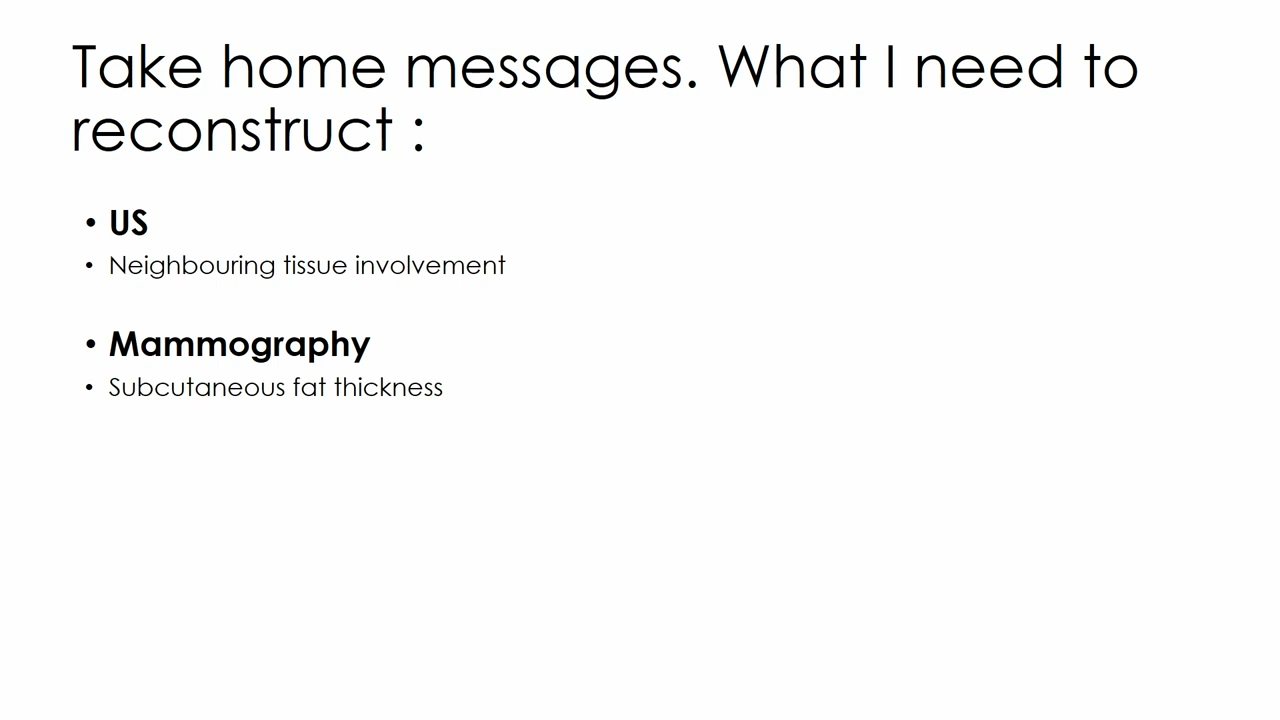 Take home messages. What I need to
reconstruct :
• US
• Neighbouring tissue involvement
• Mammography
• Subcutaneous fat thickness